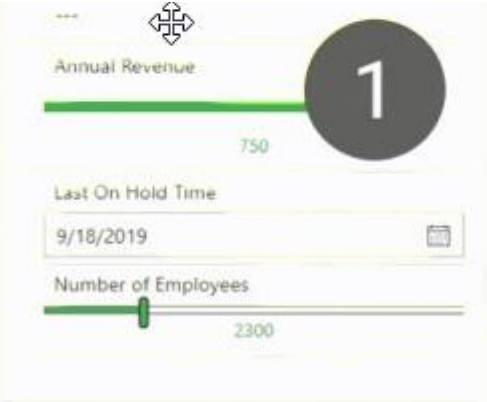 ---
Annual Revenue
1
750
Last On Hold Time
9/18/2019
Number of Employees
2300